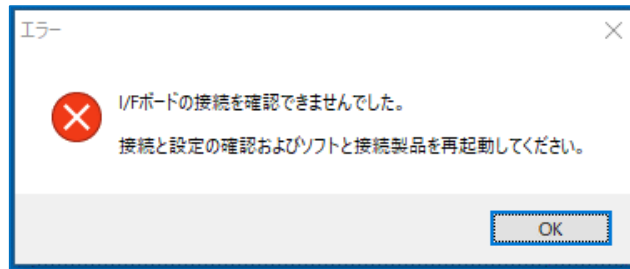 エラー
I/Fボードの接続を確認できませんでした。
接続と設定の確認およびソフトと接続製品を再起動してください。
OK